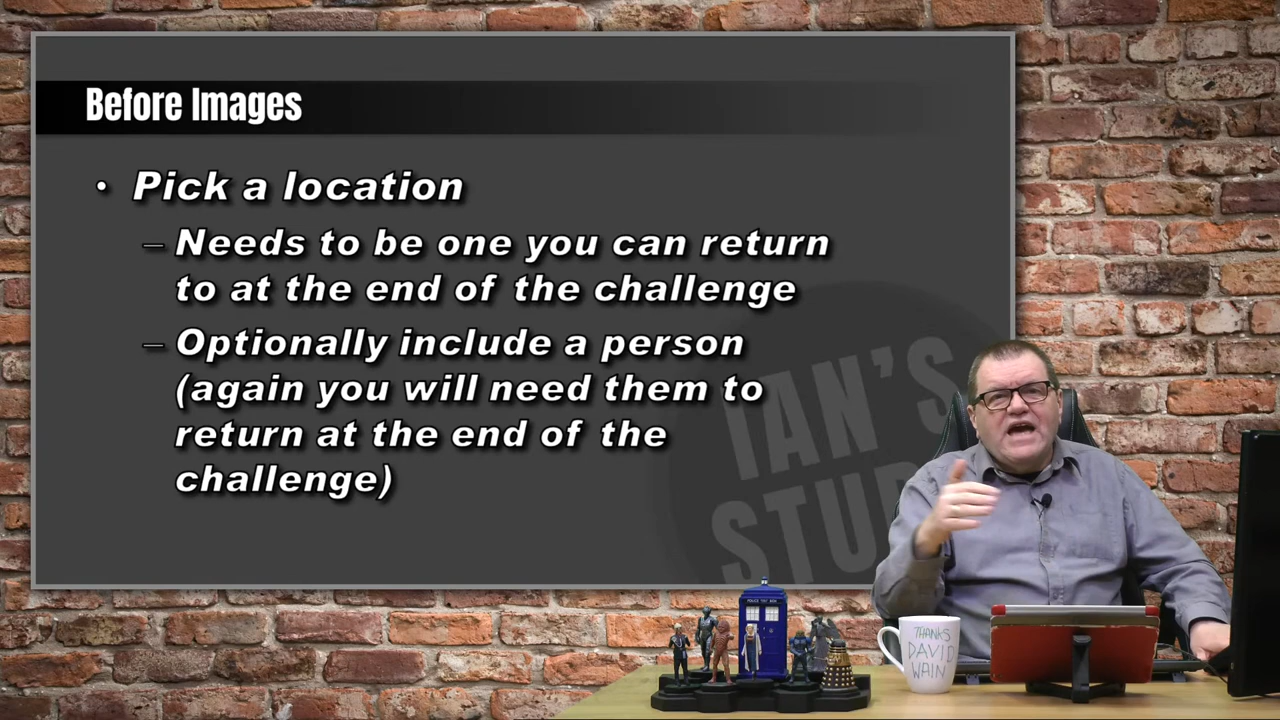 Before Images
• Pick a location
– Needs to be one you can return
to at the end of the challenge
– Optionally include a person
(again you will need them to
return at the end of the
challenge)
IAN'S
THANKS
DAVID
WAIN